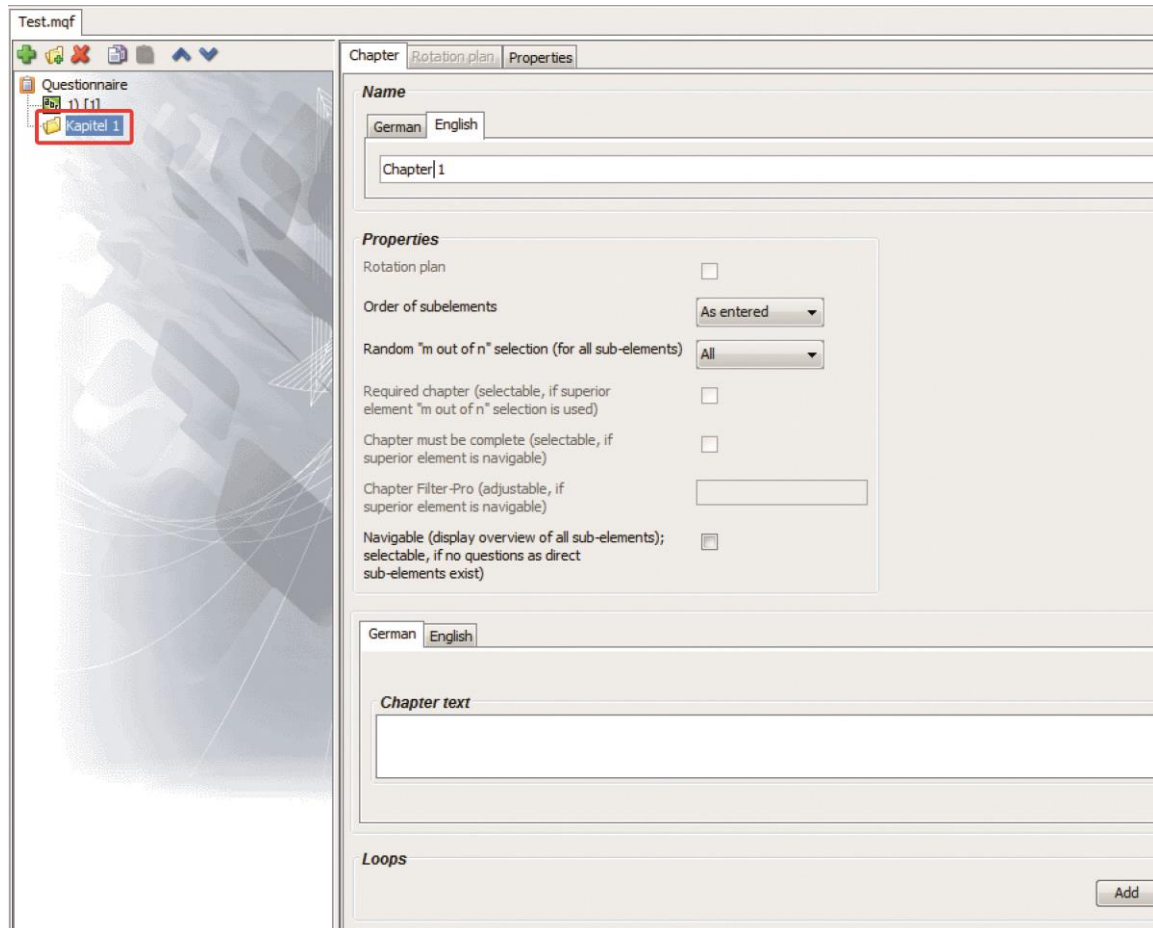 Test.mqf
Questionnaire
1) [1]
Kapitel 1
Chapter Rotation plan Properties
Name
German English
Chapter 1
Properties
Rotation plan
Order of subelements As entered
Random "m out of n" selection (for all sub-elements) All
Required chapter (selectable, if superior
element "m out of n" selection is used)
Chapter must be complete (selectable, if
superior element is navigable)
Chapter Filter-Pro (adjustable, if
superior element is navigable)
Navigable (display overview of all sub-elements);
selectable, if no questions as direct
sub-elements exist)
German English
Chapter text
Loops
Add